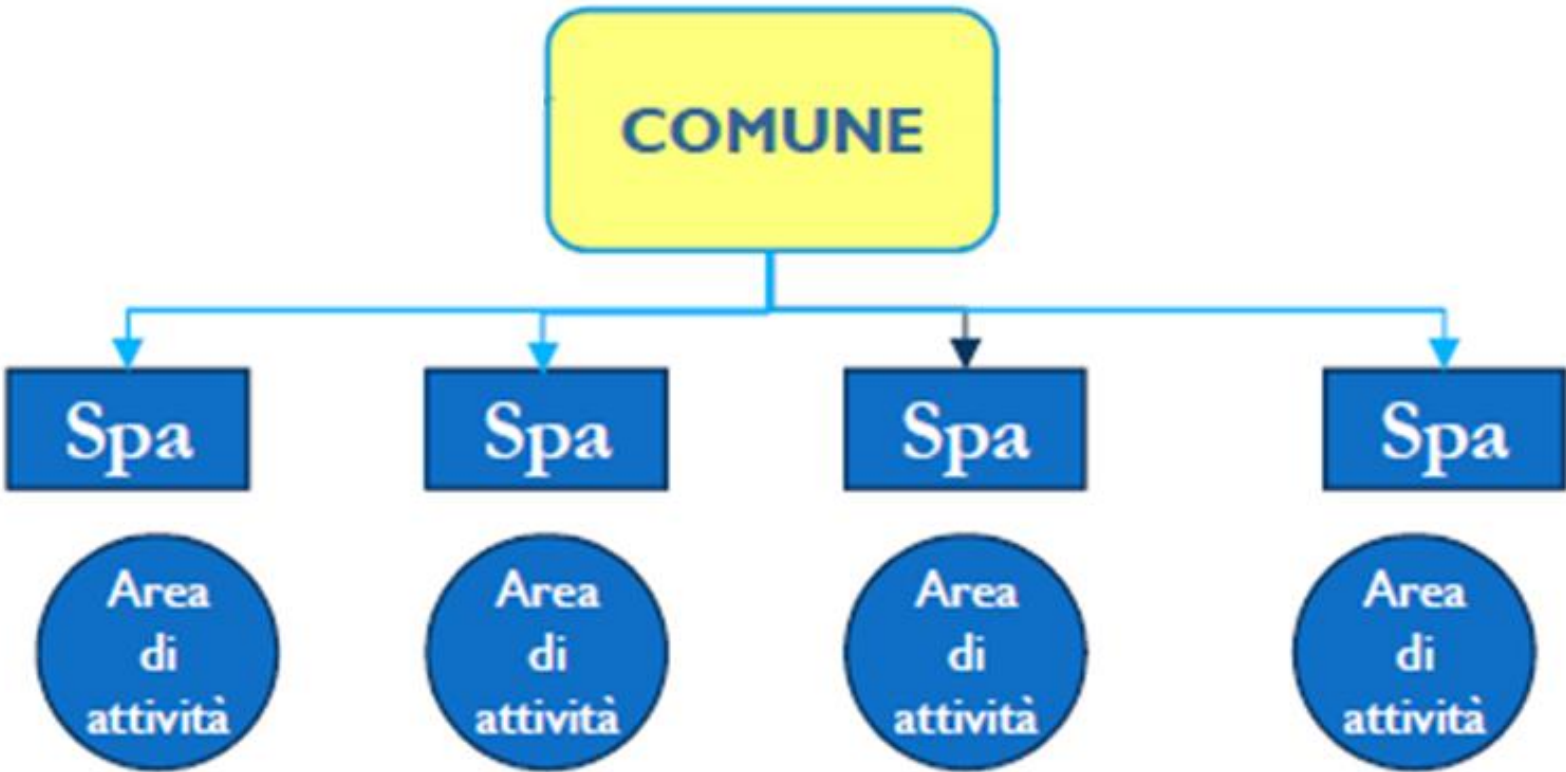 COMUNE
Spa
Spa
Spa
Spa
Area
di
attività
Area
di
attività
Area
di
attività
Area
di
attività